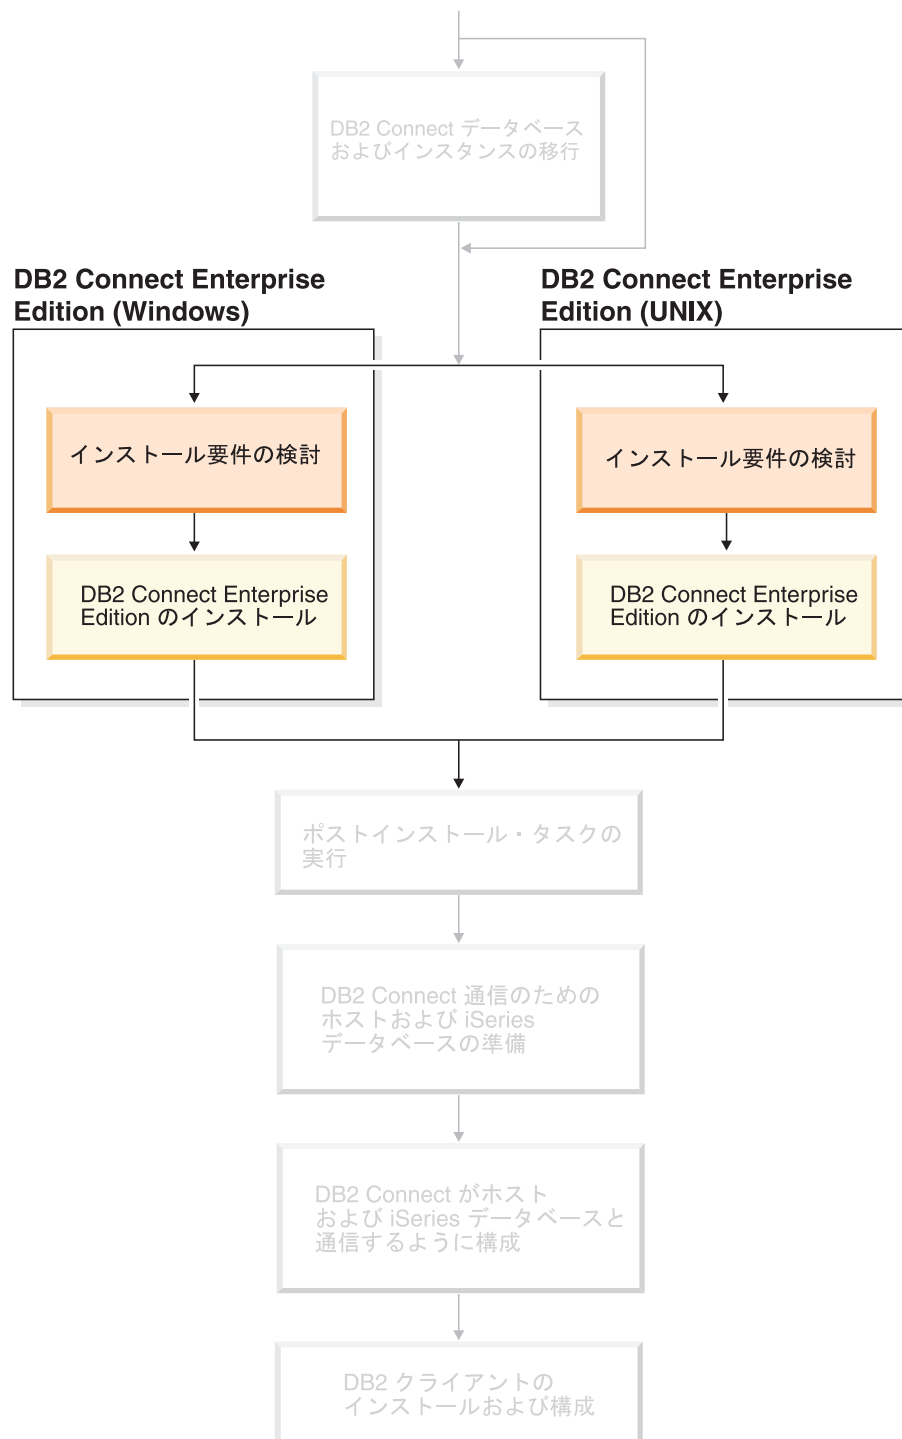 DB2 Connect データベース
およびインスタンスの移行
DB2 Connect Enterprise
Edition (Windows)
インストール要件の検討
DB2 Connect Enterprise
Edition のインストール
DB2 Connect Enterprise
Edition (UNIX)
インストール要件の検討
DB2 Connect Enterprise
Edition のインストール
ポストインストール・タスクの
実行
DB2 Connect 通信のための
ホストおよび iSeries
データベースの準備
DB2 Connect がホスト
および iSeries データベースと
通信するように構成
DB2 クライアントの
インストールおよび構成